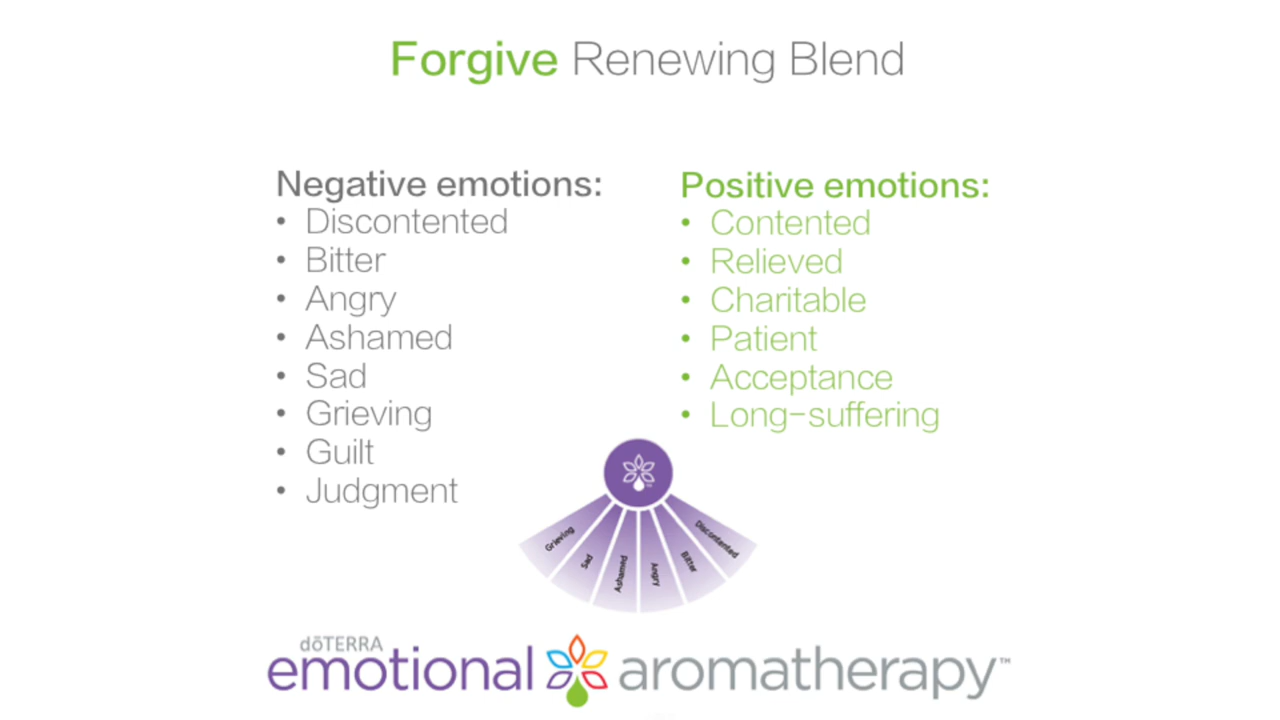 Forgive Renewing Blend
Negative emotions:
• Discontented
• Bitter
• Angry
• Ashamed
• Sad
• Grieving
• Guilt
• Judgment
Positive emotions:
• Contented
• Relieved
• Charitable
• Patient
• Acceptance
• Long-suffering
Grieving
Sad
Ashamed
Angry
Bitter
Discontented
dōTERRA
emotional aromatherapy™